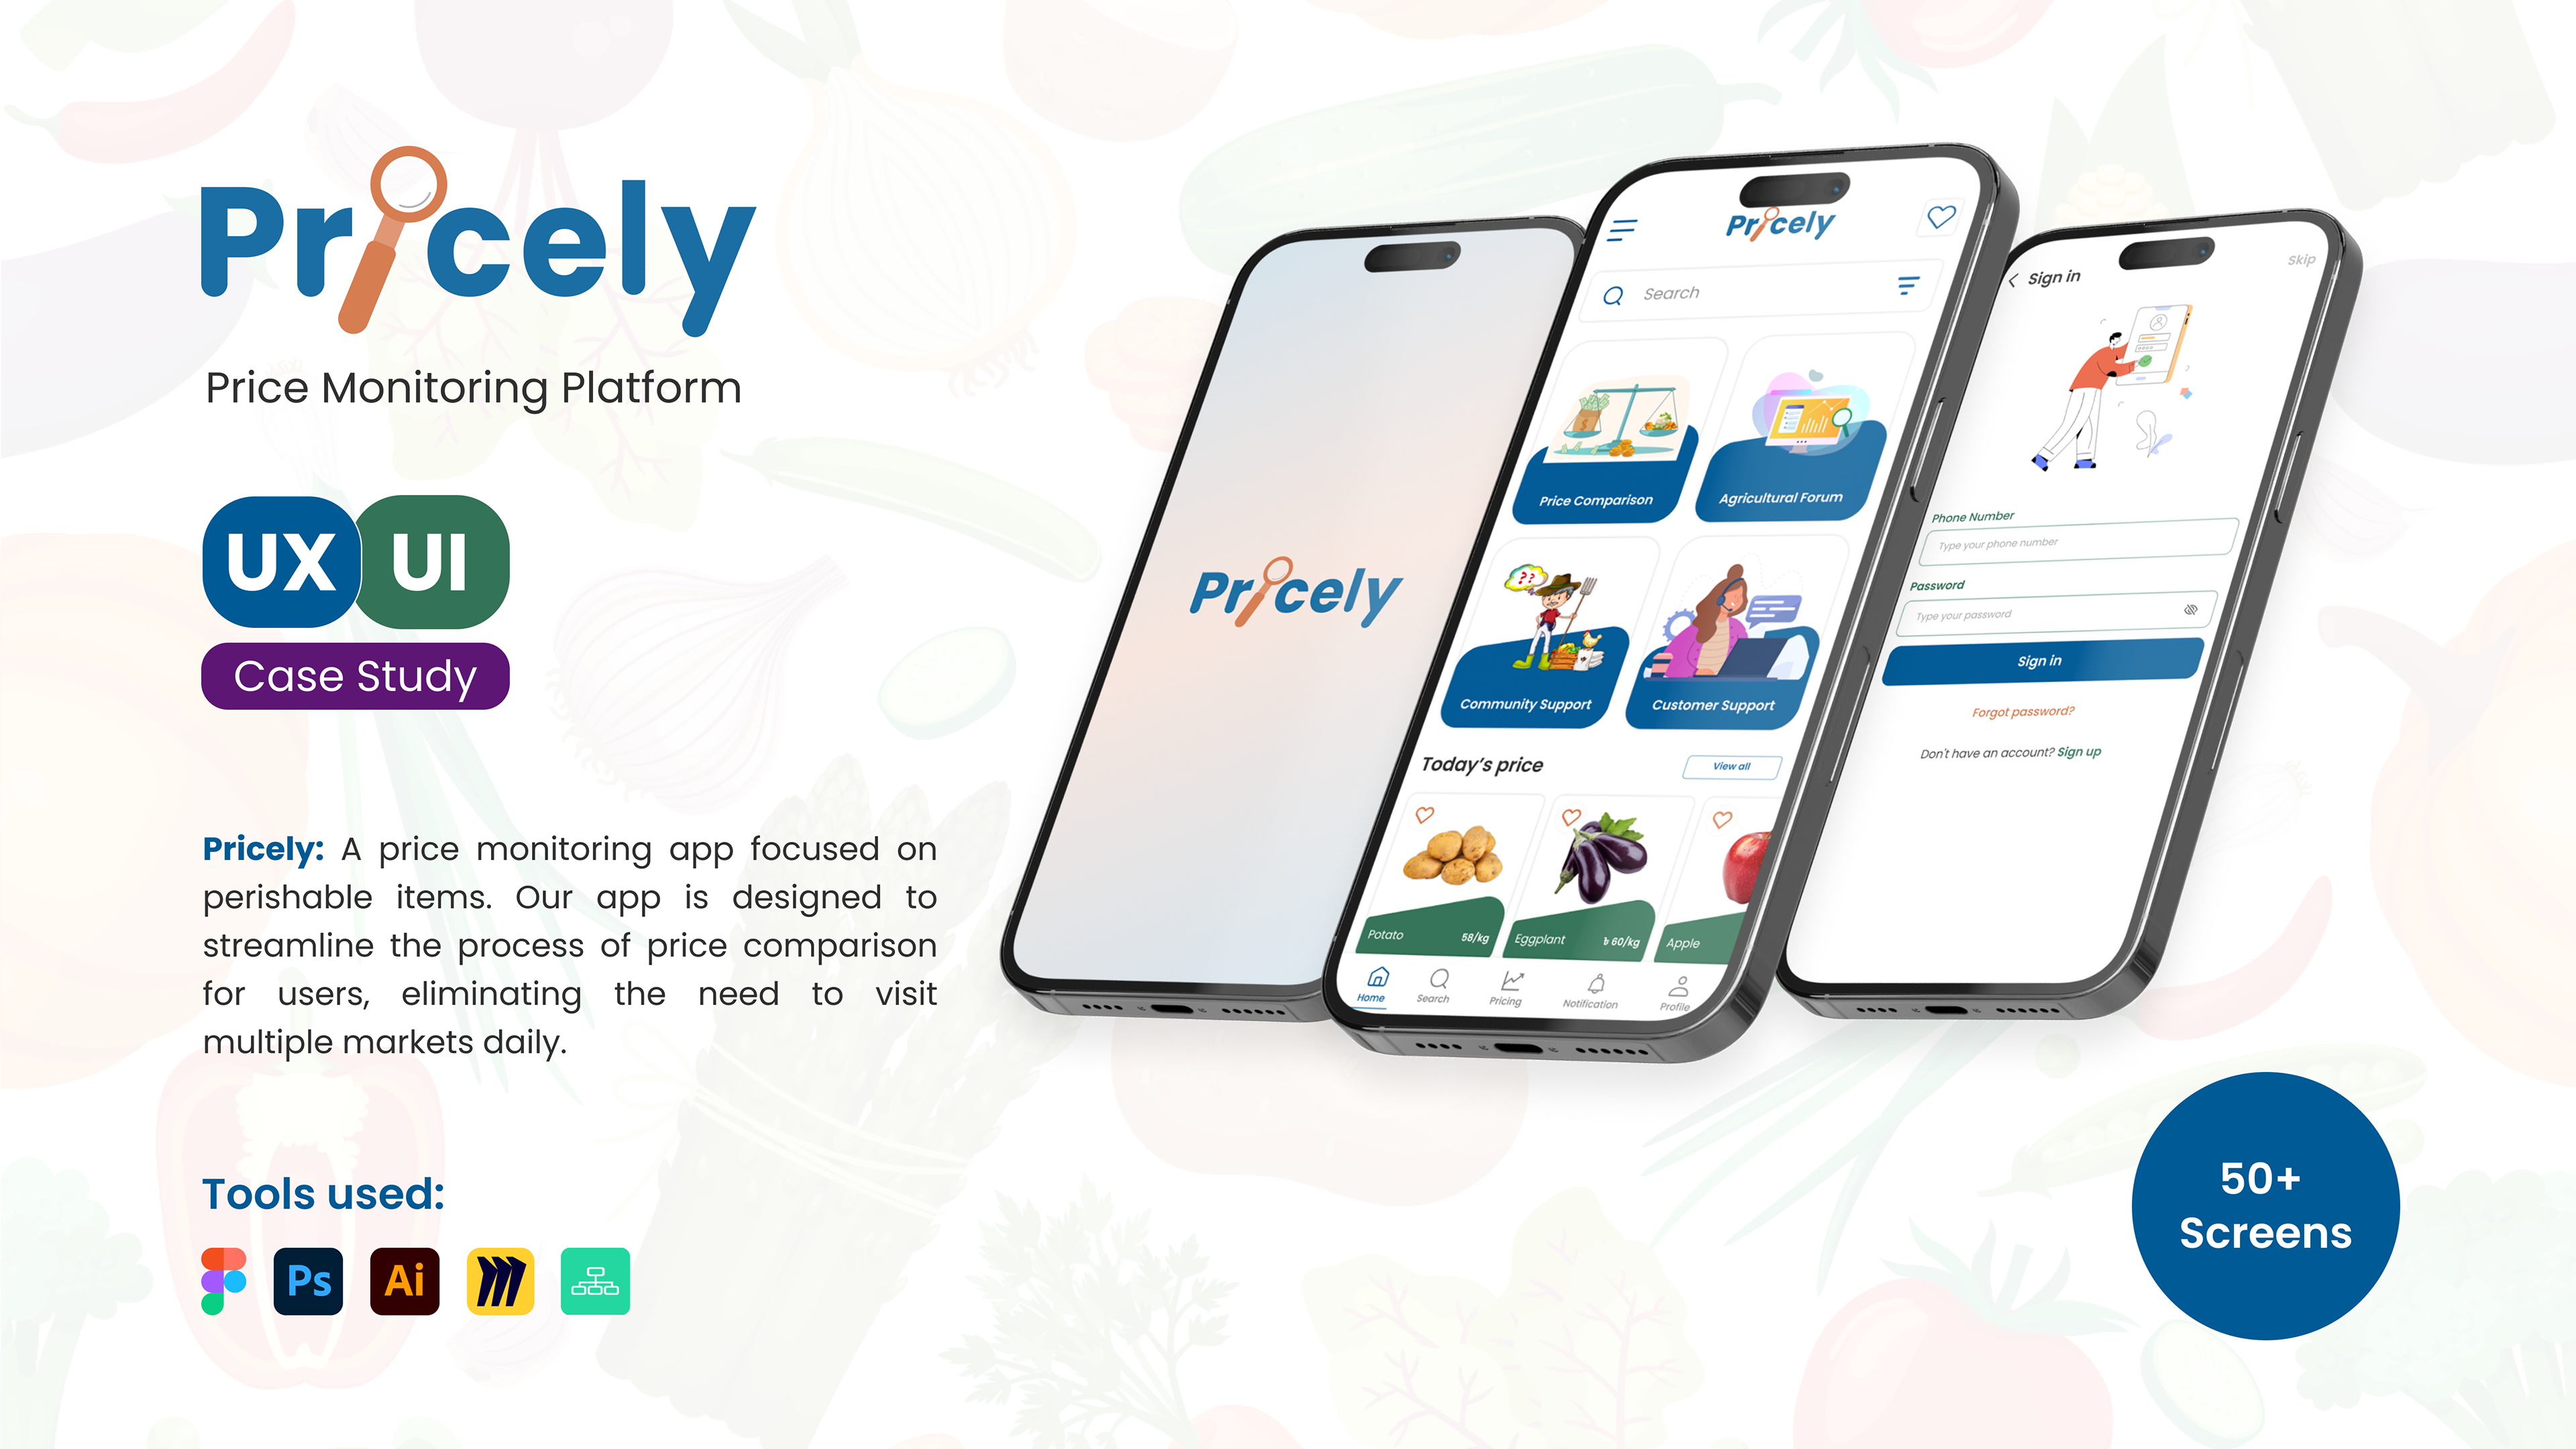 Pricely
Price Monitoring Platform
UX UI
Case Study
Pricely: A price monitoring app focused on
perishable items. Our app is designed to
streamline the process of price comparison
for users, eliminating the need to visit
multiple markets daily.
Tools used:
Ps Ai
Pricely
Pricely
Search
Price Comparison
Agricultural Forum
??
Community Support
Customer Support
Today's price
View all
Potato 58/kg
Eggplant ৳ 60/kg
Apple
Home
Search
Pricing
Notification
Profile
Skip
Sign in
Phone Number
Type your phone number
Password
Type your password
Sign in
Forgot password?
Don't have an account? Sign up
50+
Screens